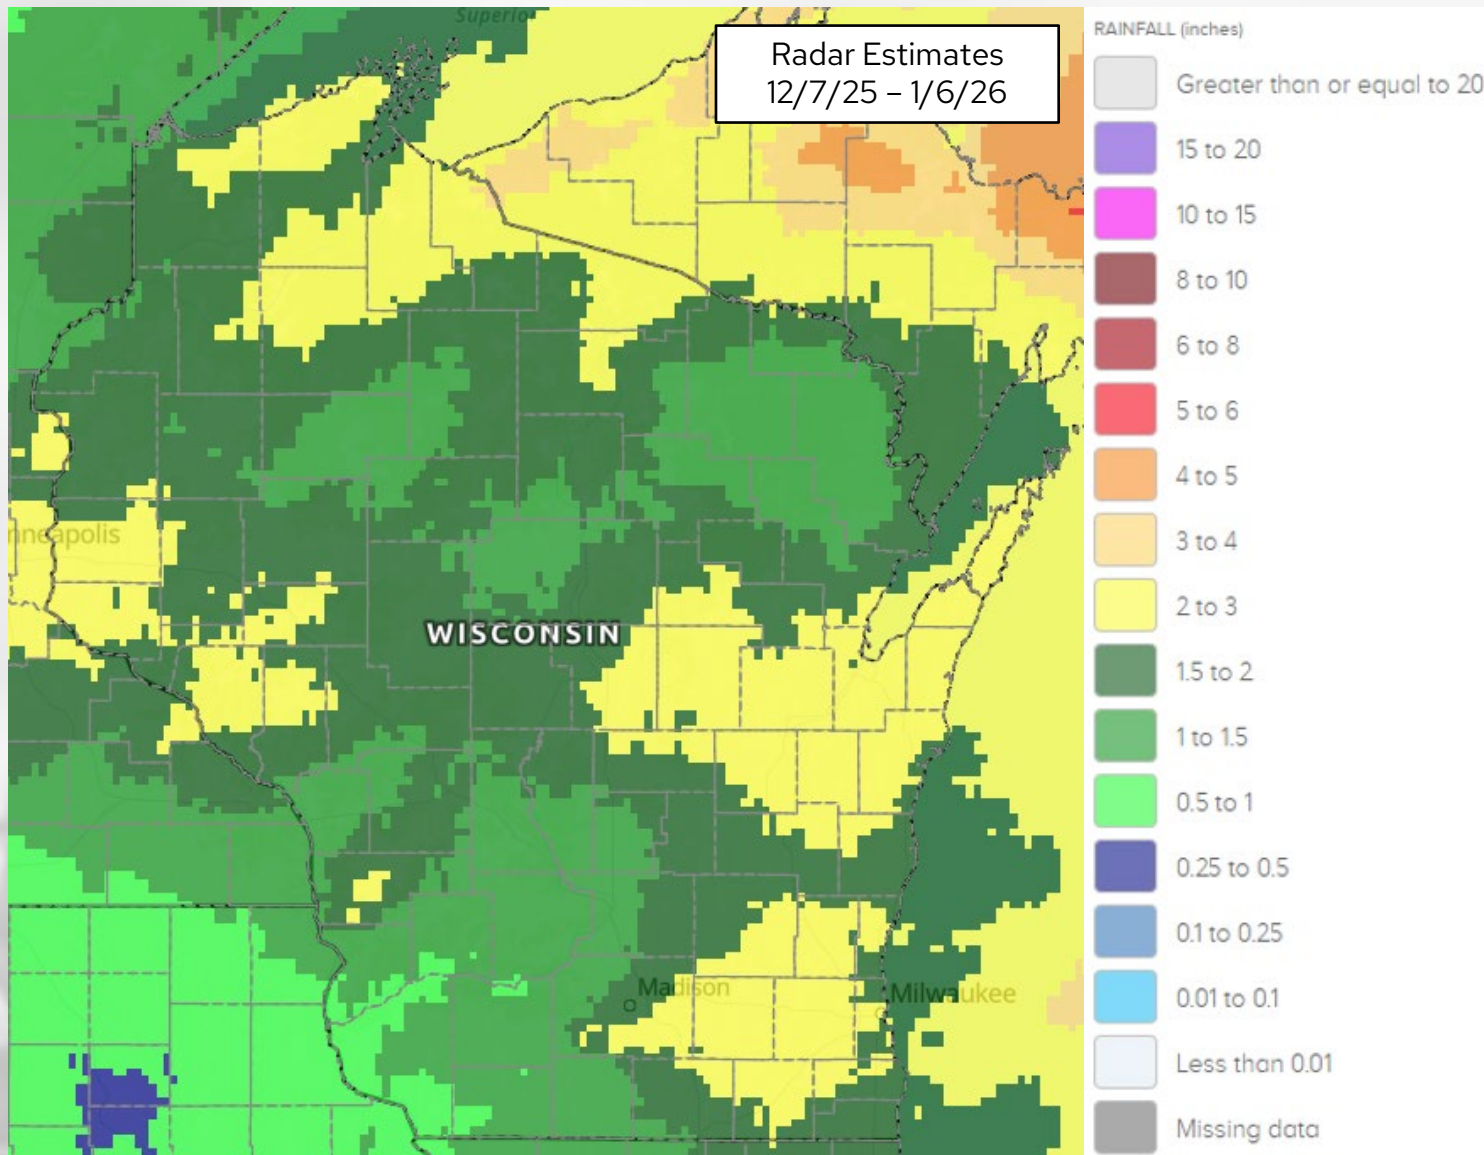 Superior
Radar Estimates
12/7/25 – 1/6/26
nneapolis
WISCONSIN
Madison
Milwaukee
RAINFALL (inches)
Greater than or equal to 20
15 to 20
10 to 15
8 to 10
6 to 8
5 to 6
4 to 5
3 to 4
2 to 3
1.5 to 2
1 to 1.5
0.5 to 1
0.25 to 0.5
0.1 to 0.25
0.01 to 0.1
Less than 0.01
Missing data